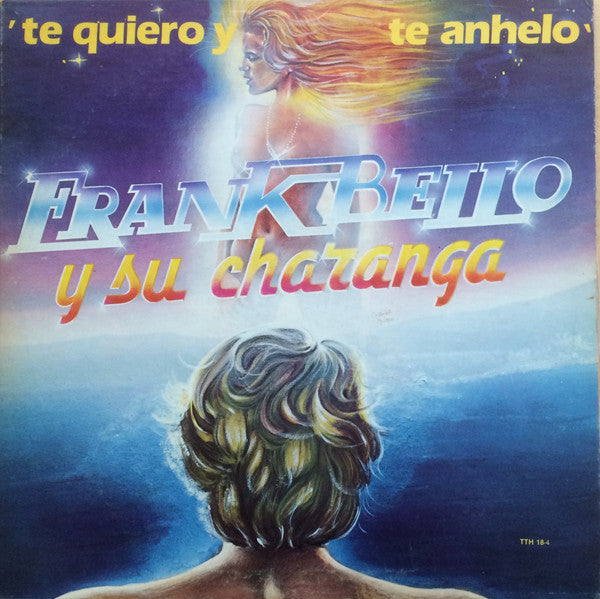 'te quiero y te anhelo'
FRANK BELLO
y su charanga
TTH 18-4